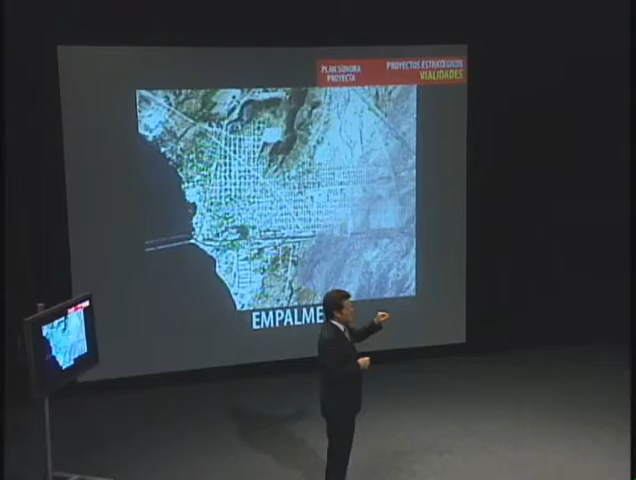 PLAN SONORA
PROYECTA
PROYECTOS ESTRATÉGICOS
VIALIDADES
EMPALME